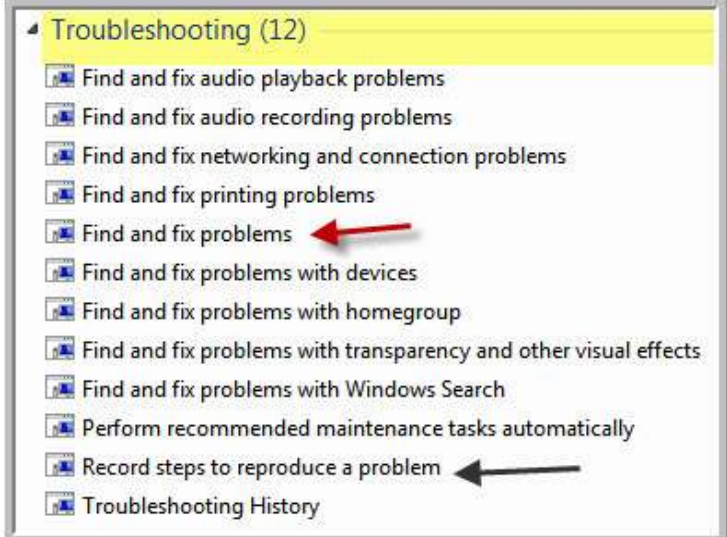 Troubleshooting (12)
Find and fix audio playback problems
Find and fix audio recording problems
Find and fix networking and connection problems
Find and fix printing problems
Find and fix problems
Find and fix problems with devices
Find and fix problems with homegroup
Find and fix problems with transparency and other visual effects
Find and fix problems with Windows Search
Perform recommended maintenance tasks automatically
Record steps to reproduce a problem
Troubleshooting History